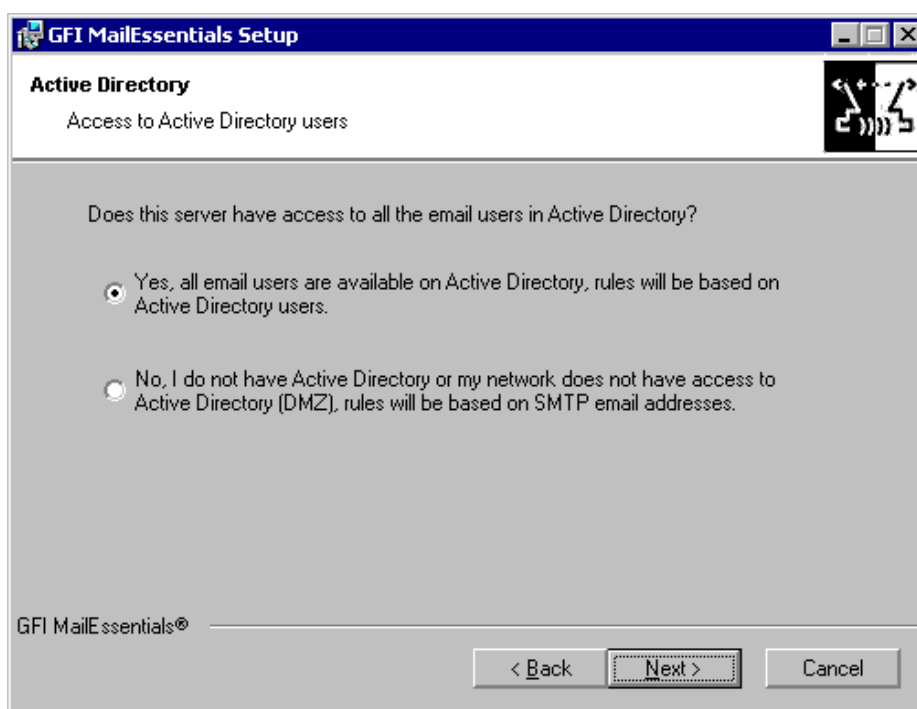 GFI MailEssentials Setup
Active Directory
Access to Active Directory users
Does this server have access to all the email users in Active Directory?
Yes, all email users are available on Active Directory, rules will be based on
Active Directory users.
No, I do not have Active Directory or my network does not have access to
Active Directory (DMZ), rules will be based on SMTP email addresses.
GFI MailEssentials®
< Back
Next >
Cancel